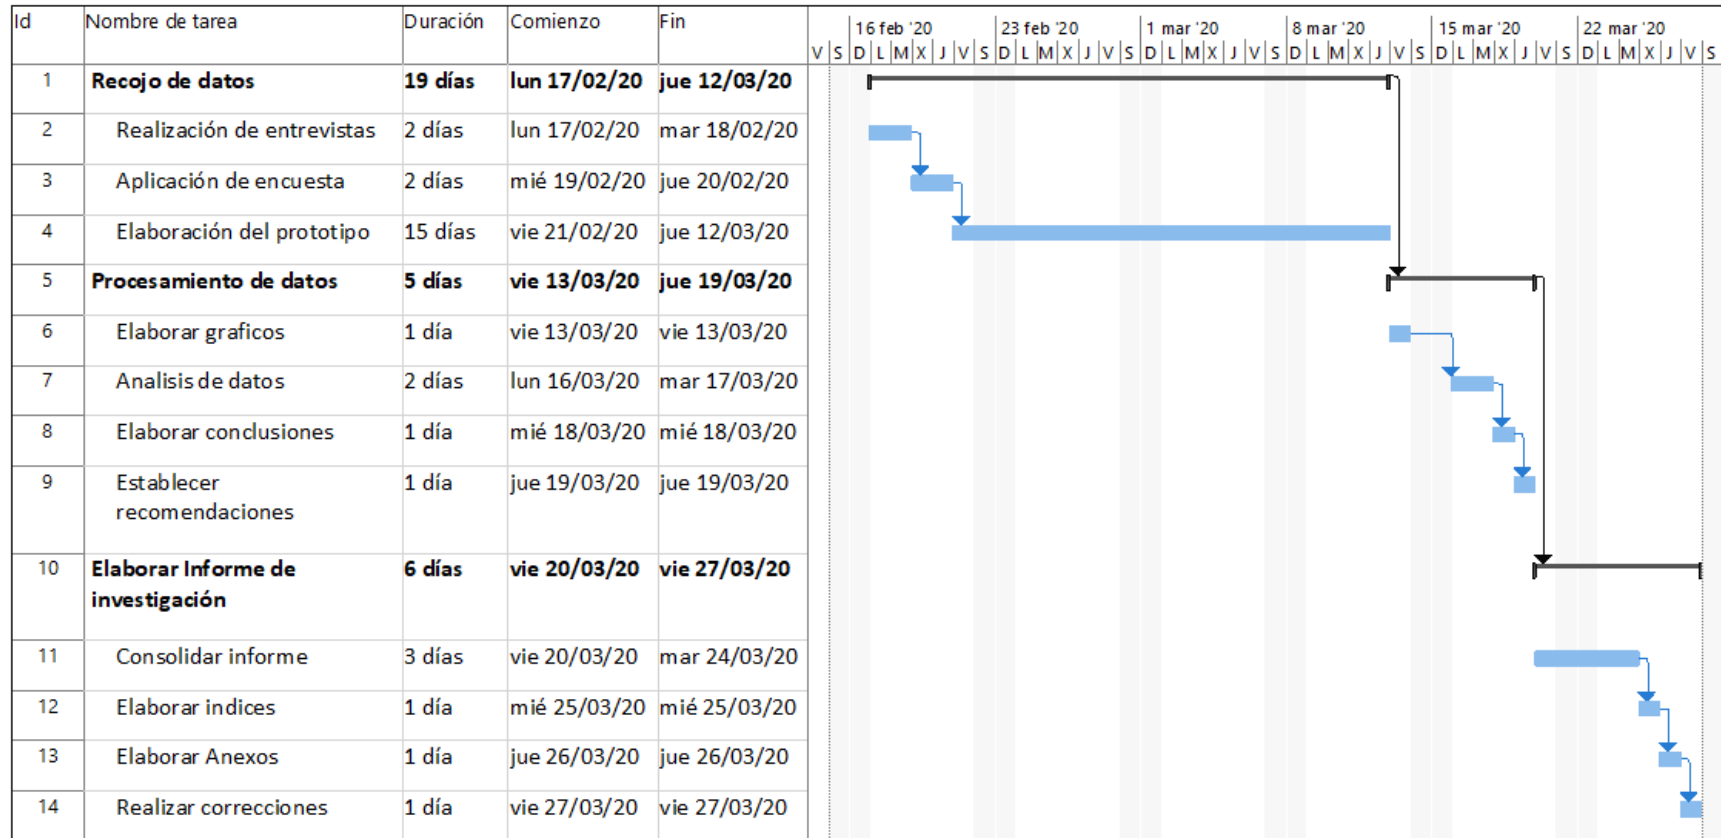 Id Nombre de tarea Duración Comienzo Fin
16 feb '20 23 feb '20 1 mar '20 8 mar '20 15 mar '20 22 mar '20
V S D L M X J V S D L M X J V S D L M X J V S D L M X J V S D L M X J V S D L M X J V S
1 Recojo de datos 19 días lun 17/02/20 jue 12/03/20
2 Realización de entrevistas 2 días lun 17/02/20 mar 18/02/20
3 Aplicación de encuesta 2 días mié 19/02/20 jue 20/02/20
4 Elaboración del prototipo 15 días vie 21/02/20 jue 12/03/20
5 Procesamiento de datos 5 días vie 13/03/20 jue 19/03/20
6 Elaborar graficos 1 día vie 13/03/20 vie 13/03/20
7 Analisis de datos 2 días lun 16/03/20 mar 17/03/20
8 Elaborar conclusiones 1 día mié 18/03/20 mié 18/03/20
9 Establecer 1 día jue 19/03/20 jue 19/03/20
recomendaciones
10 Elaborar Informe de 6 días vie 20/03/20 vie 27/03/20
investigación
11 Consolidar informe 3 días vie 20/03/20 mar 24/03/20
12 Elaborar indices 1 día mié 25/03/20 mié 25/03/20
13 Elaborar Anexos 1 día jue 26/03/20 jue 26/03/20
14 Realizar correcciones 1 día vie 27/03/20 vie 27/03/20